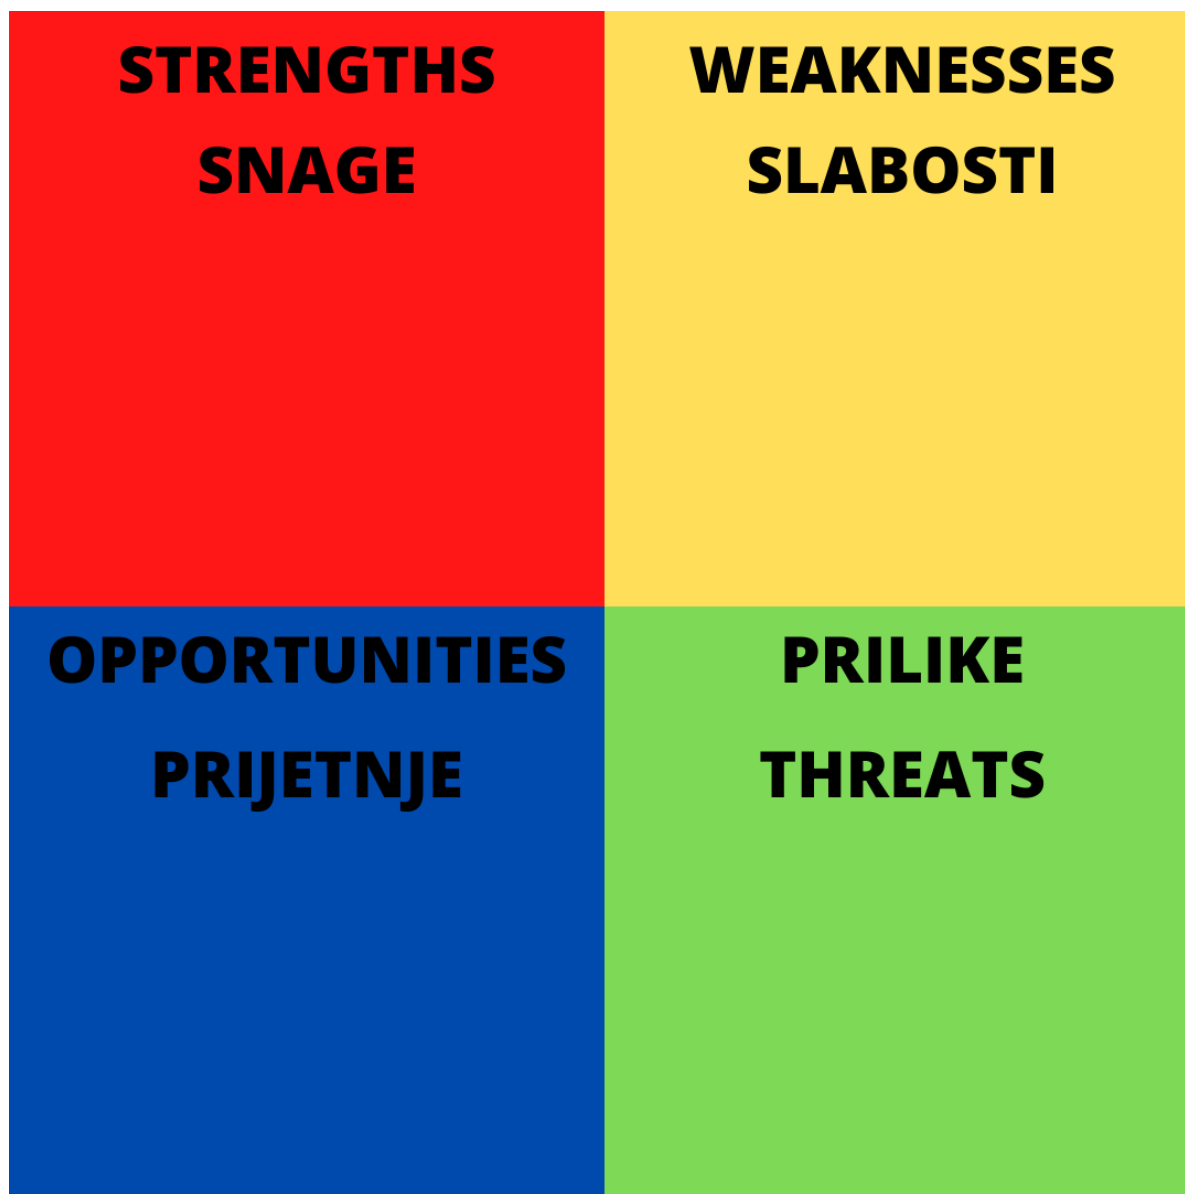 STRENGTHS
SNAGE
WEAKNESSES
SLABOSTI
OPPORTUNITIES
PRIJETNJE
PRILIKE
THREATS